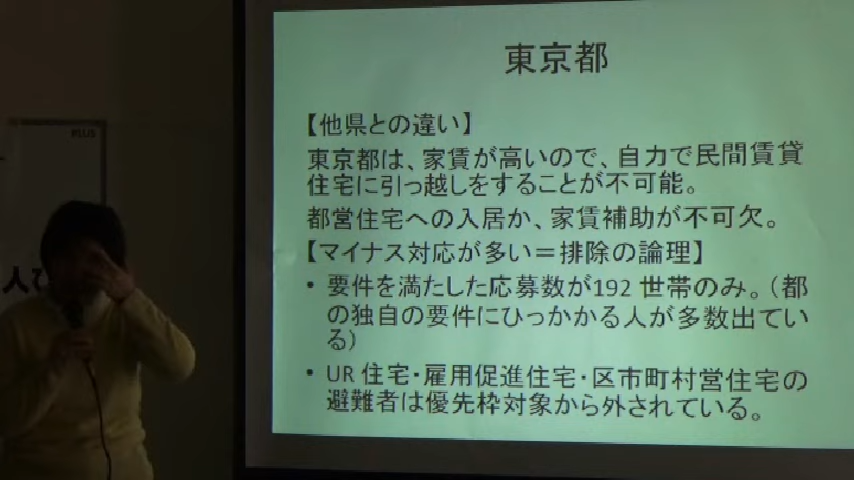 東京都
【他県との違い】
東京都は、家賃が高いので、自力で民間賃貸
住宅に引っ越しをすることが不可能。
都営住宅への入居か、家賃補助が不可欠。
【マイナス対応が多い＝排除の論理】
• 要件を満たした応募数が192 世帯のみ。（都
の独自の要件にひっかかる人が多数出てい
る）
• UR 住宅・雇用促進住宅・区市町村営住宅の
避難者は優先枠対象から外されている。
PLUS
人ひ